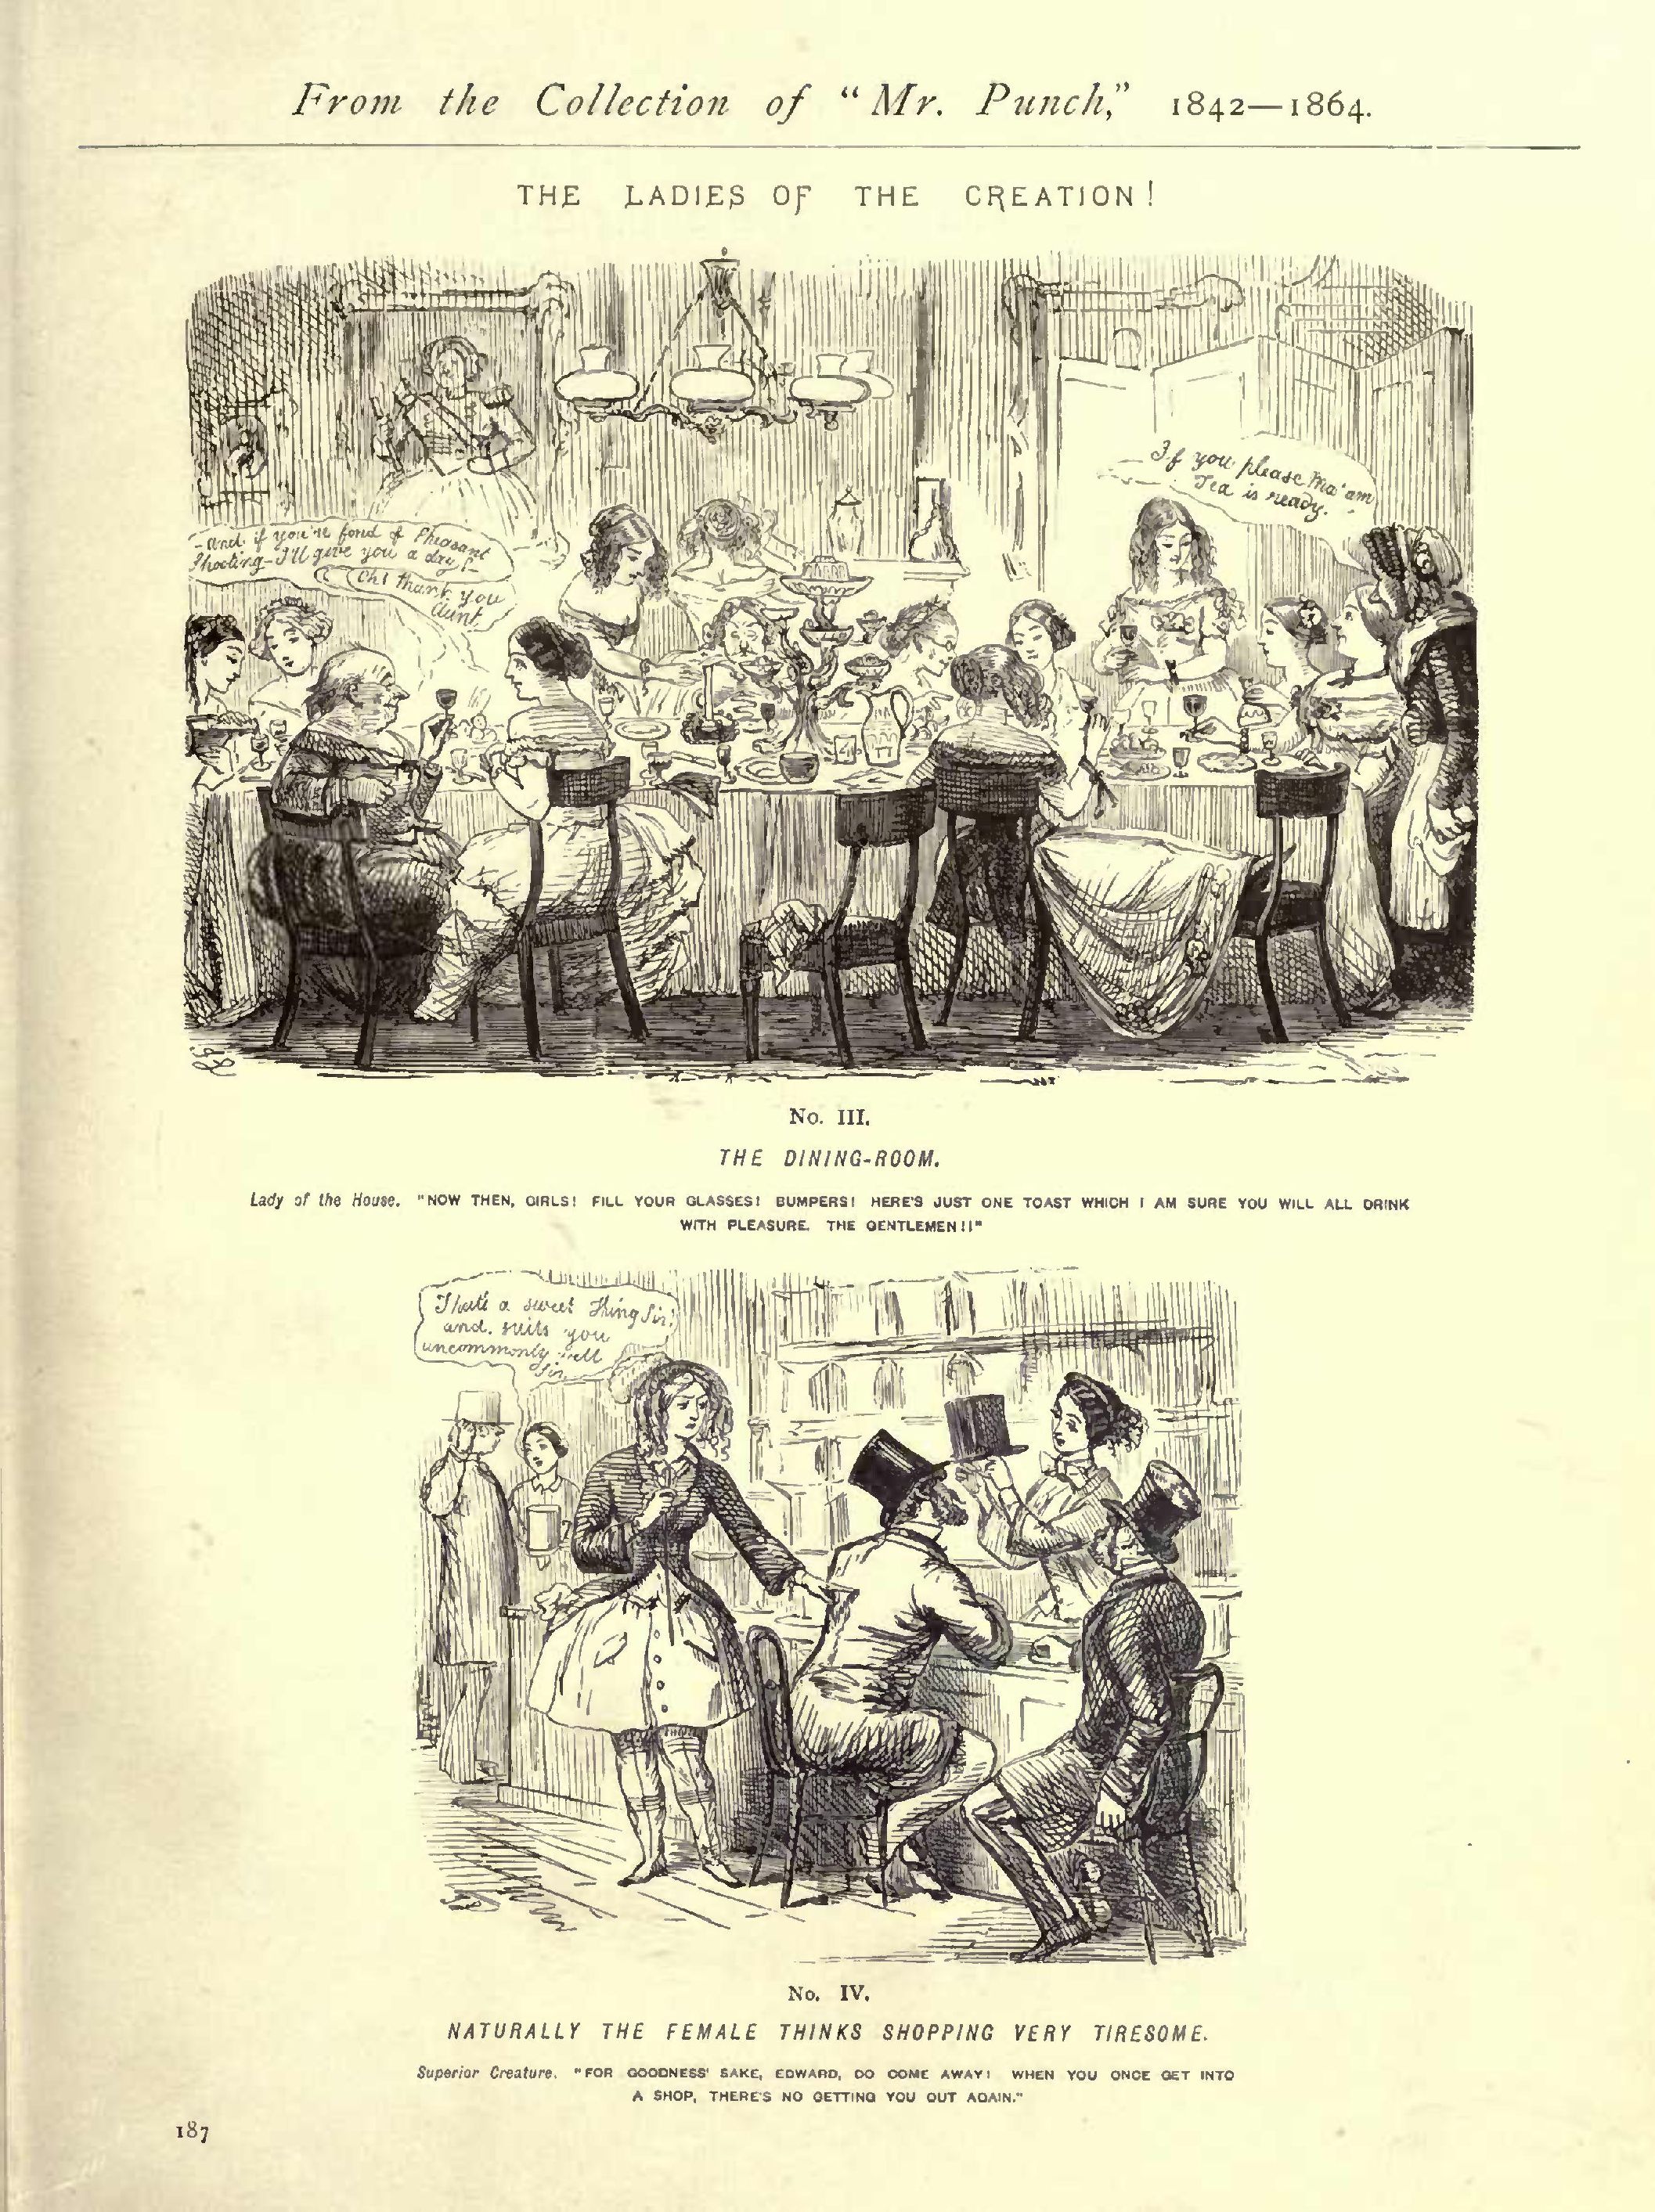 From the Collection of "Mr. Punch," 1842—1864.
THE LADIES OF THE CREATION!
If you please Ma'am
Tea is ready.
- And if you're fond of Pheasant
Shooting - I'll give you a day!-
Oh! thank you
Aunt.
No. III.
THE DINING-ROOM.
Lady of the House. "NOW THEN, GIRLS! FILL YOUR GLASSES! BUMPERS! HERE'S JUST ONE TOAST WHICH I AM SURE YOU WILL ALL DRINK
WITH PLEASURE. THE GENTLEMEN!!"
a sweet thing Sir!
and suits you
uncommonly well
Sir
No. IV.
NATURALLY THE FEMALE THINKS SHOPPING VERY TIRESOME.
Superior Creature. "FOR GOODNESS' SAKE, EDWARD, DO COME AWAY! WHEN YOU ONCE GET INTO
A SHOP, THERE'S NO GETTING YOU OUT AGAIN."
187